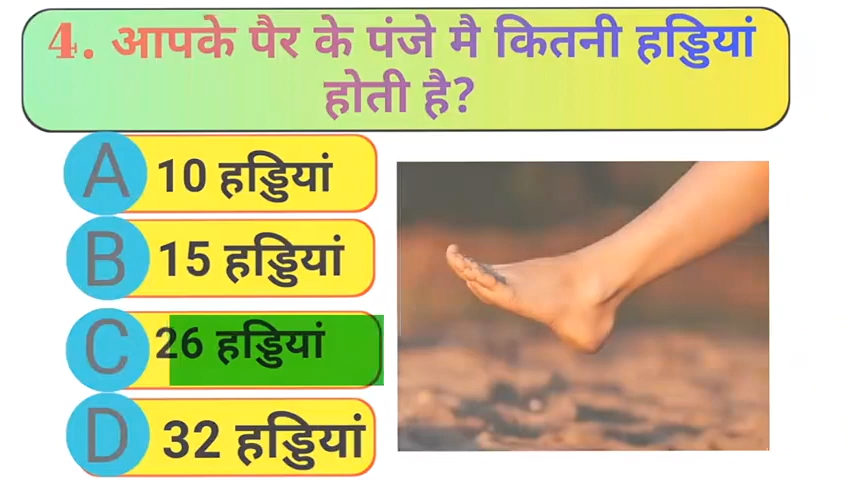 4. आपके पैर के पंजे मै कितनी हड्डियां
होती है?
A 10 हड्डियां
B 15 हड्डियां
C 26 हड्डियां
D 32 हड्डियां